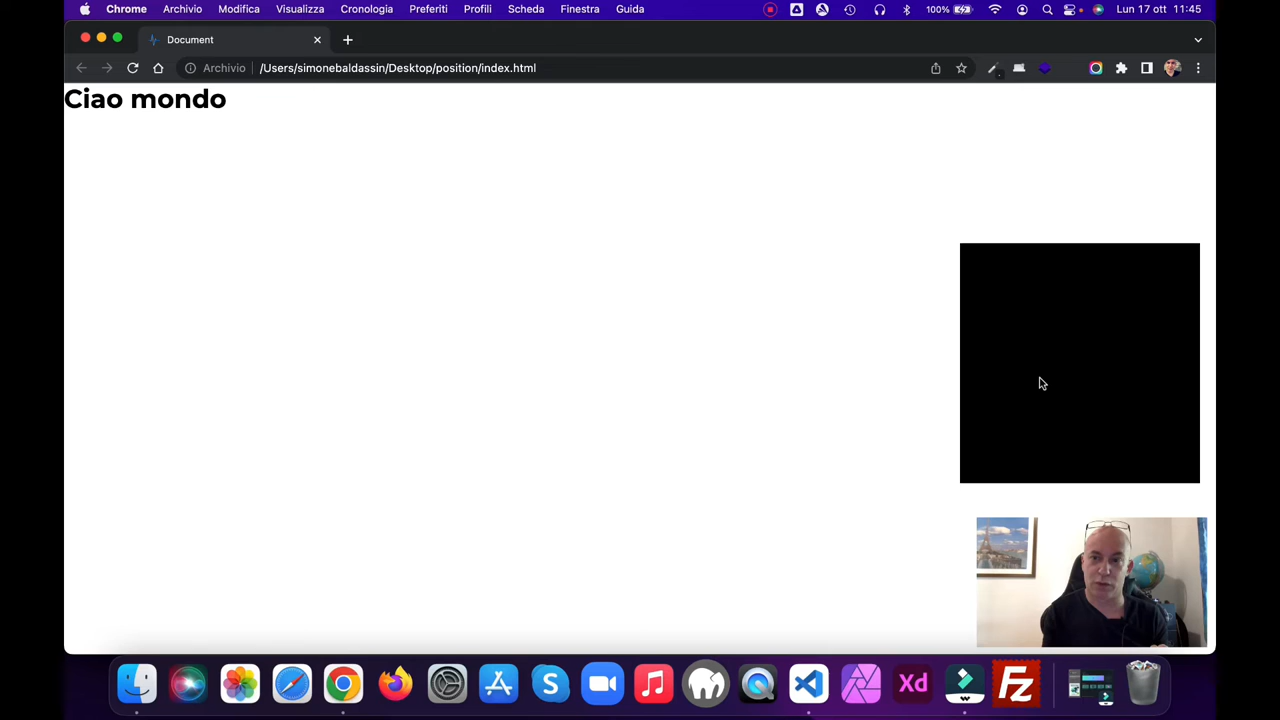 Chrome Archivio Modifica Visualizza Cronologia Preferiti Profili Scheda Finestra Guida 100% Lun 17 ott 11:45
Document
Archivio /Users/simonebaldassin/Desktop/position/index.html
Ciao mondo
Xd
Fz